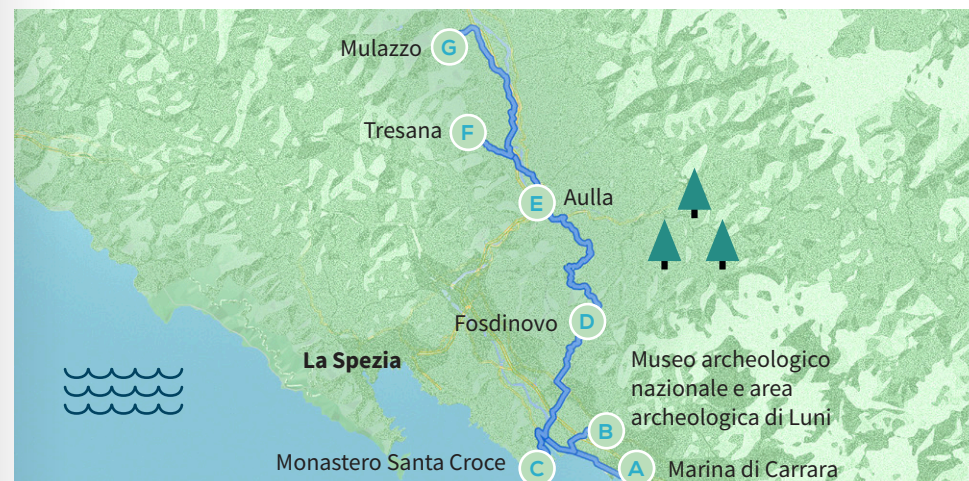 Mulazzo G
Tresana F
E Aulla
Fosdinovo D
La Spezia
Museo archeologico
nazionale e area
archeologica di Luni
B
Monastero Santa Croce C
A Marina di Carrara